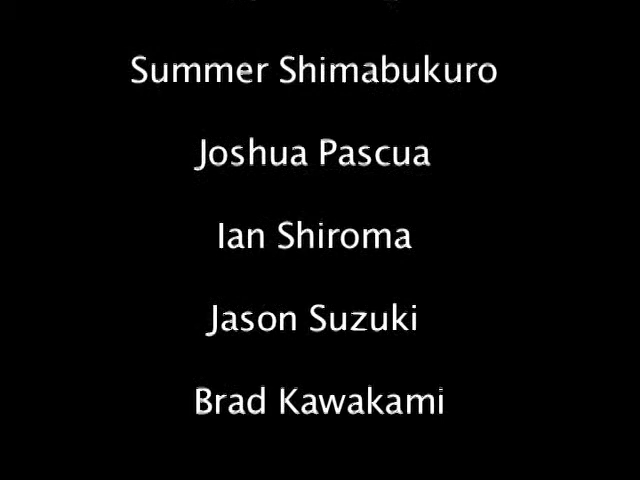 Summer Shimabukuro
Joshua Pascua
Ian Shiroma
Jason Suzuki
Brad Kawakami